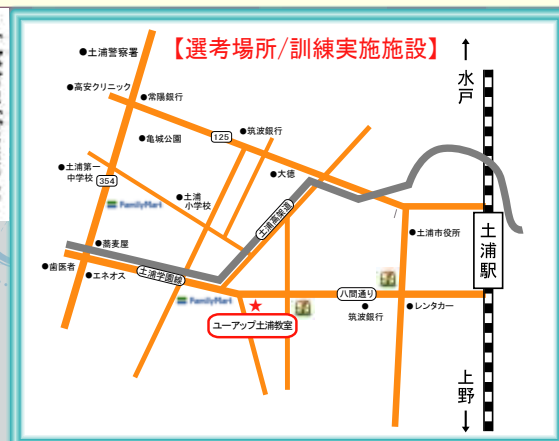 【選考場所/訓練実施施設】
↑
水戸
●土浦警察署
●高安クリニック
●常陽銀行
●亀城公園
125
●筑波銀行
●大徳
●土浦第一
中学校
354
●土浦
小学校
FamilyMart
土浦高架道
●土浦市役所
土浦駅
●蕎麦屋
●歯医者
●エネオス
土浦学園線
FamilyMart
★
ユーアップ土浦教室
八間通り
●
筑波銀行
●レンタカー
上野
↓